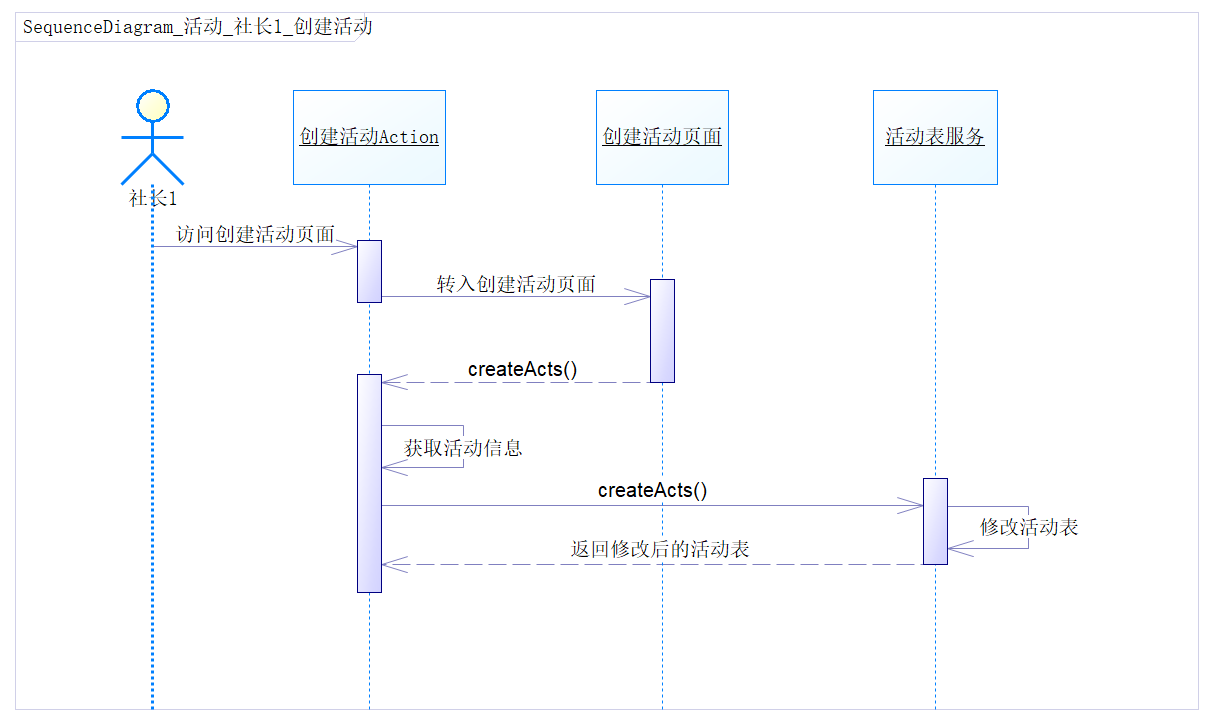 SequenceDiagram_活动_社长1_创建活动
创建活动Action
创建活动页面
活动表服务
社长1
访问创建活动页面
转入创建活动页面
createActs()
获取活动信息
createActs()
修改活动表
返回修改后的活动表